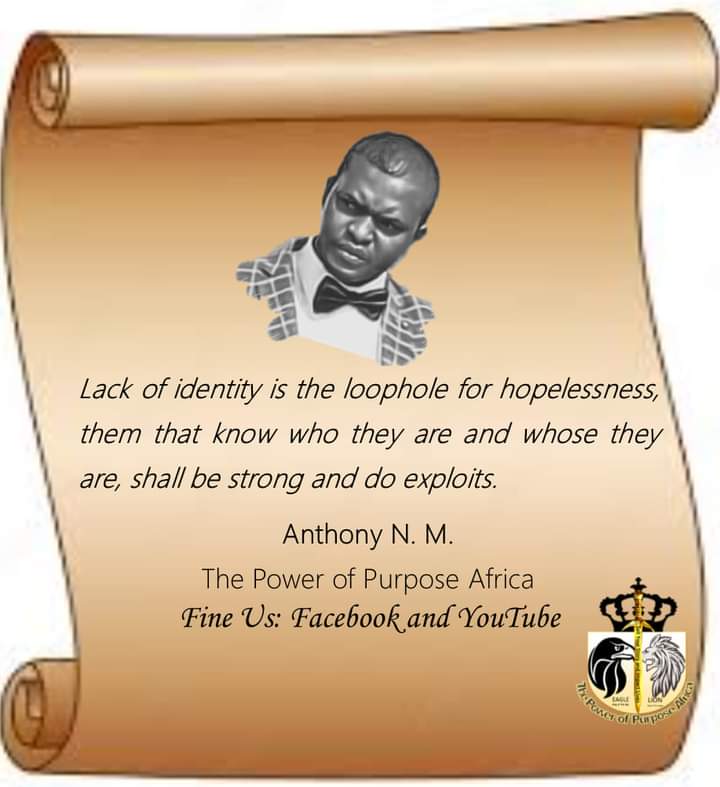 Lack of identity is the loophole for hopelessness,
them that know who they are and whose they
are, shall be strong and do exploits.
Anthony N. M.
The Power of Purpose Africa
Fine Us: Facebook and YouTube
EAGLE
LION
The Power of Purpose Africa